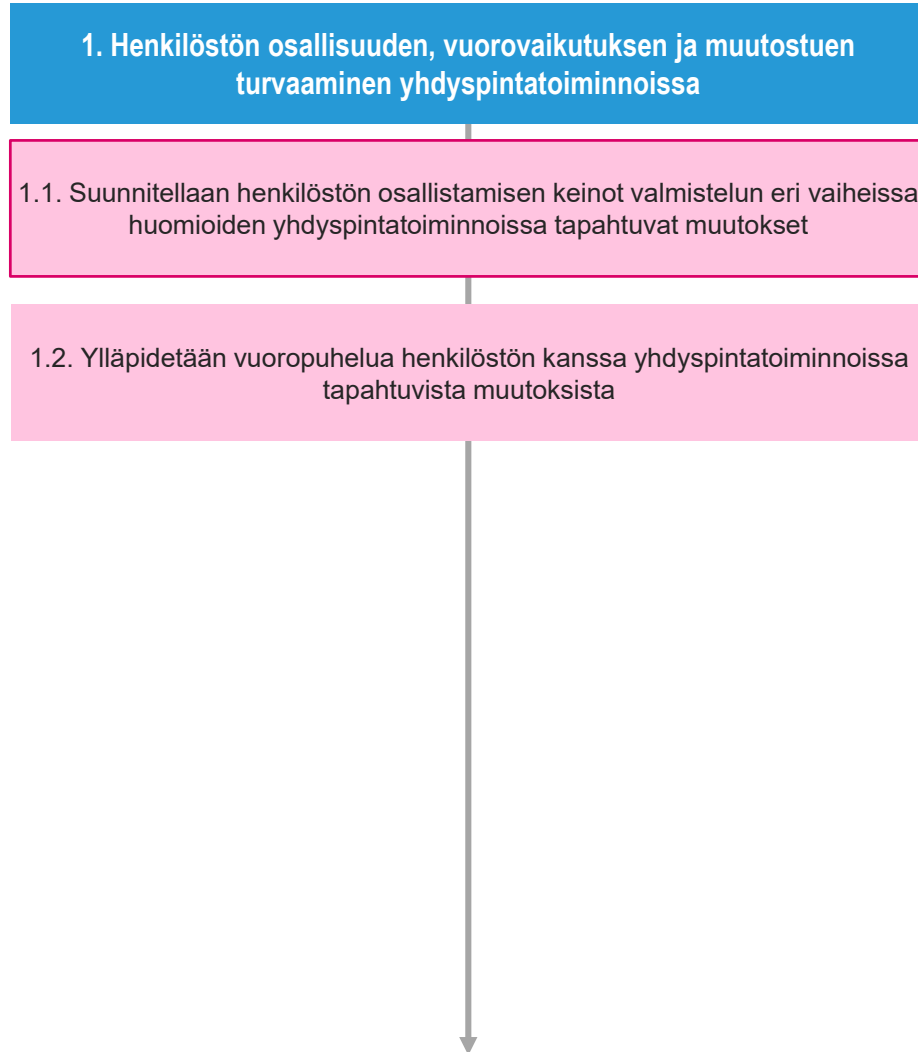 1. Henkilöstön osallisuuden, vuorovaikutuksen ja muutostuen
turvaaminen yhdyspintatoiminnoissa
1.1. Suunnitellaan henkilöstön osallistamisen keinot valmistelun eri vaiheissa
huomioiden yhdyspintatoiminnoissa tapahtuvat muutokset
1.2. Ylläpidetään vuoropuhelua henkilöstön kanssa yhdyspintatoiminnoissa
tapahtuvista muutoksista